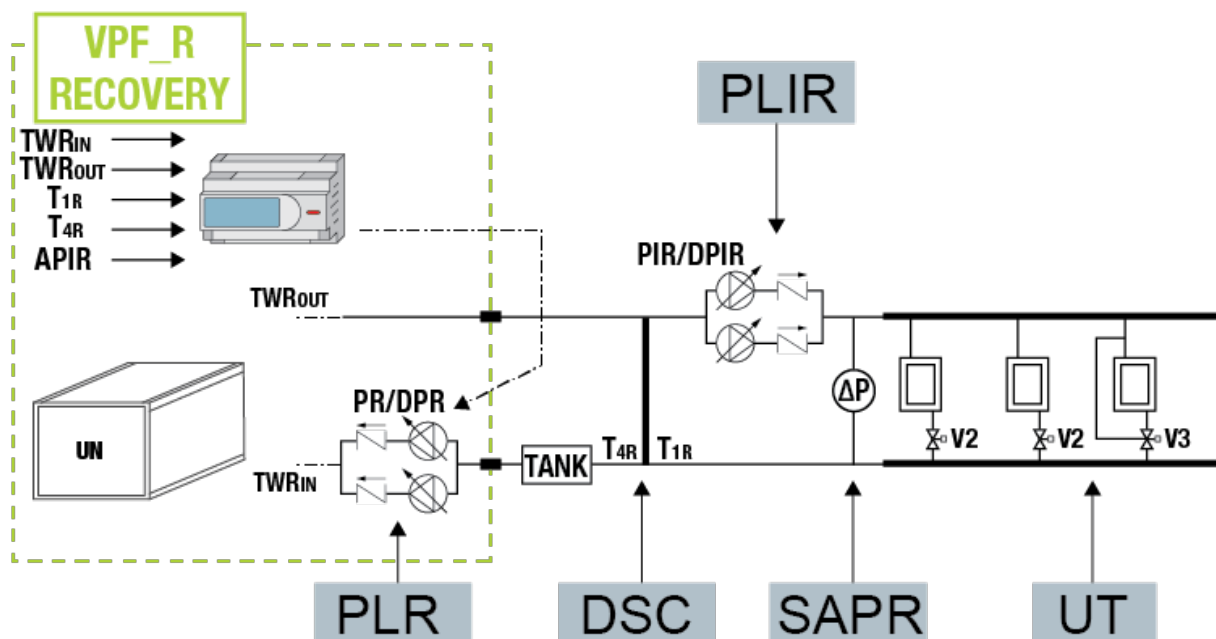 VPF_R
RECOVERY
PLIR
TWRIN
TWROUT
T1R
T4R
APIR
PIR/DPIR
TWROUT
ΔP
PR/DPR
V2
V2
V3
UN
T4R
T1R
TANK
TWRIN
PLR
DSC
SAPR
UT